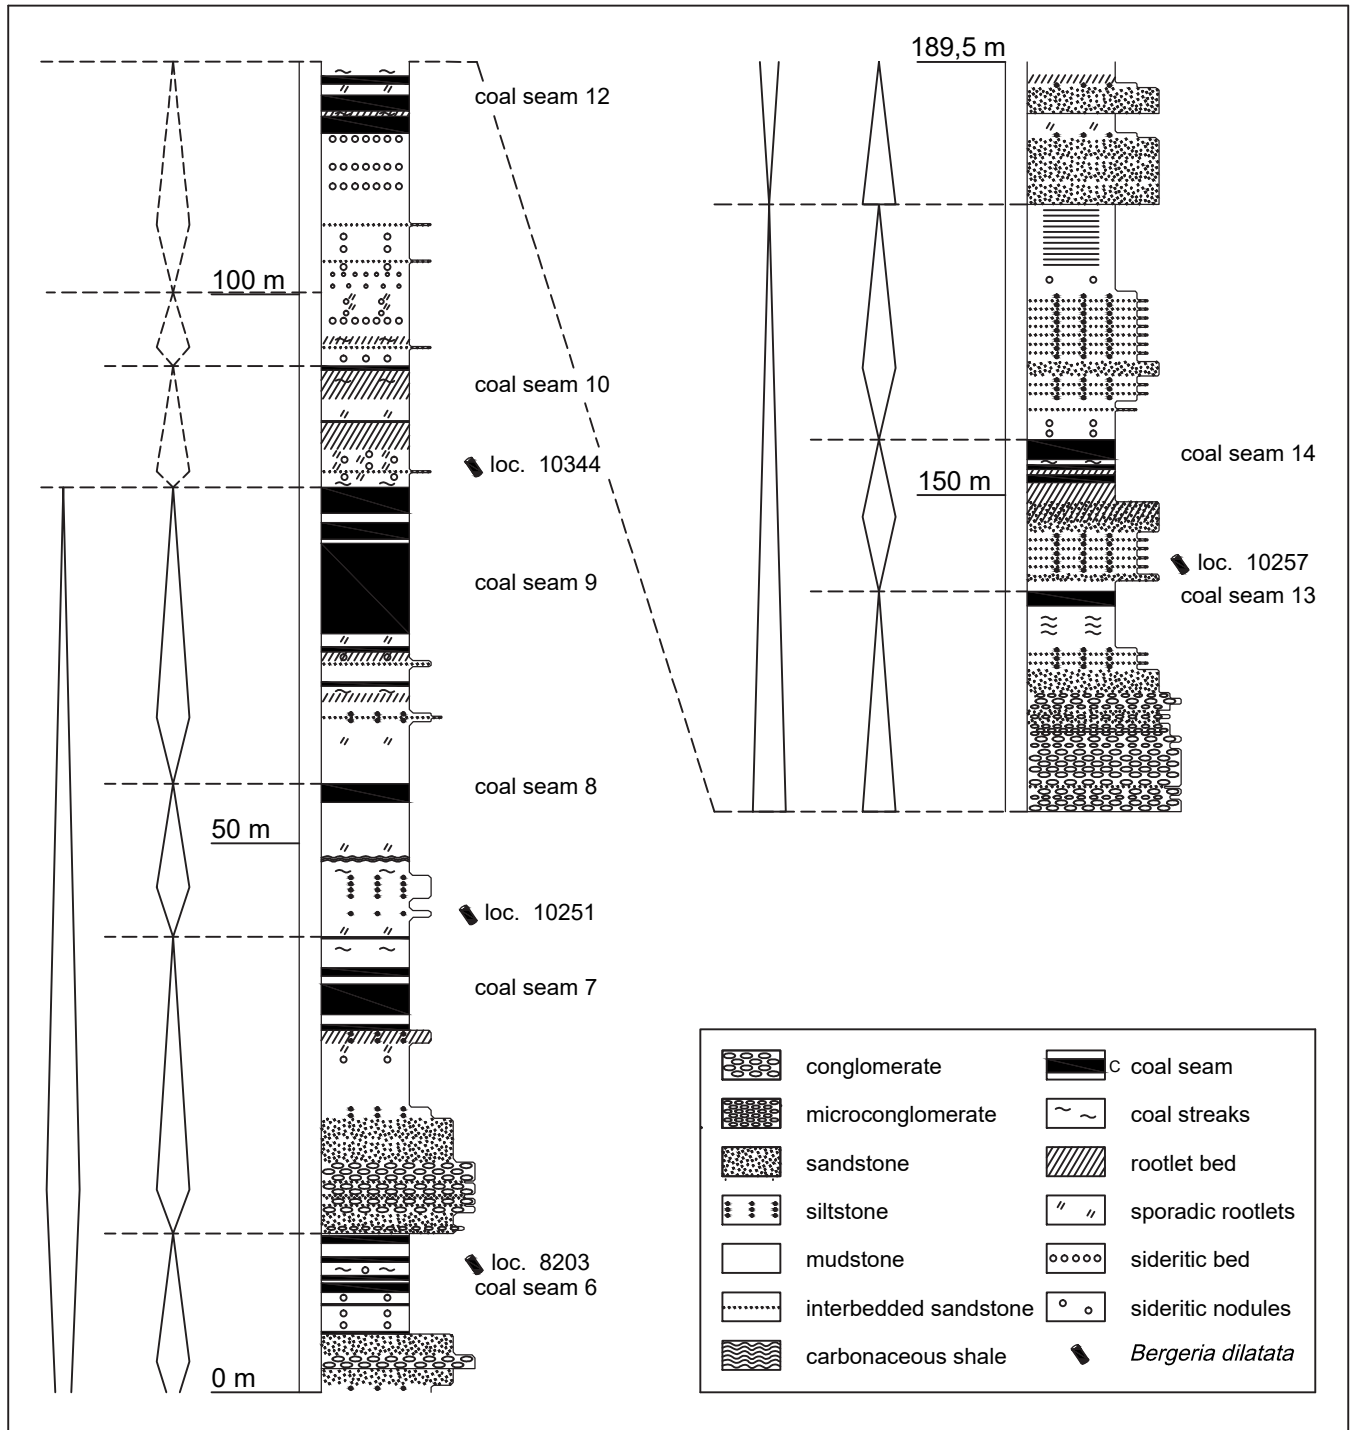 189,5 m
coal seam 12
100 m
coal seam 10
loc. 10344
coal seam 9
coal seam 8
50 m
loc. 10251
coal seam 7
loc. 8203
coal seam 6
0 m
coal seam 14
150 m
loc. 10257
coal seam 13
conglomerate
microconglomerate
sandstone
siltstone
mudstone
interbedded sandstone
carbonaceous shale
C coal seam
coal streaks
rootlet bed
sporadic rootlets
sideritic bed
sideritic nodules
Bergeria dilatata